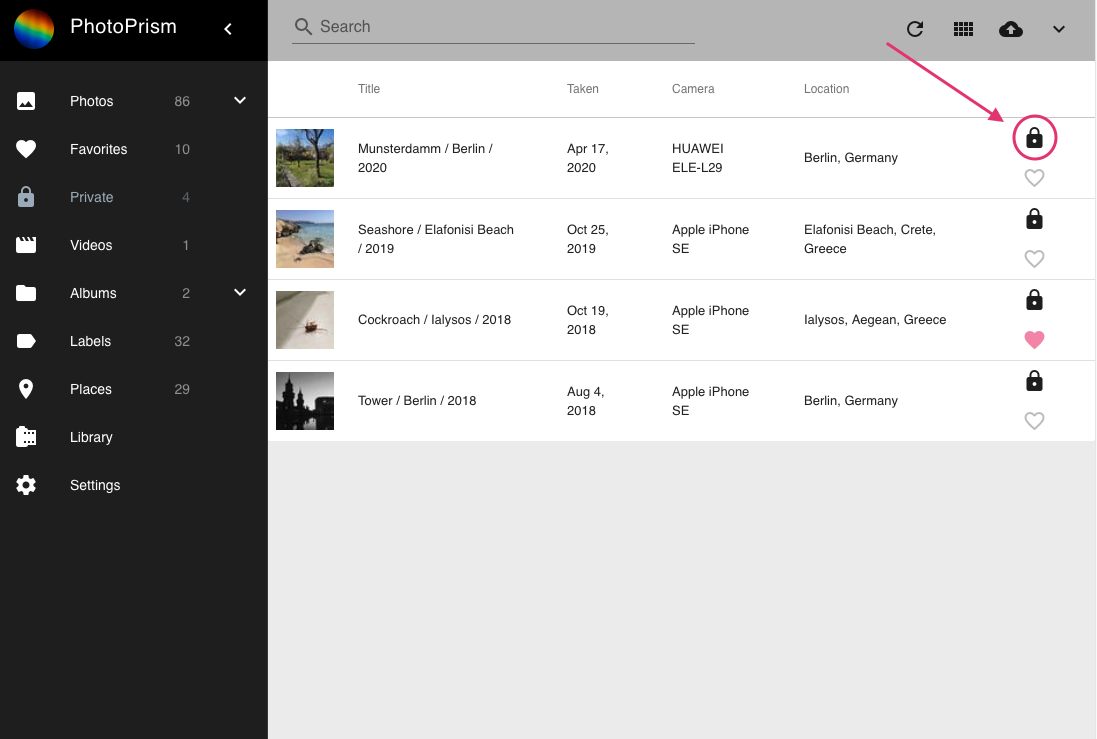 PhotoPrism
Search
Photos 86
Favorites 10
Private 4
Videos 1
Albums 2
Labels 32
Places 29
Library
Settings
Title Taken Camera Location
Munsterdamm / Berlin /
2020
Apr 17,
2020
HUAWEI
ELE-L29
Berlin, Germany
Seashore / Elafonisi Beach
/ 2019
Oct 25,
2019
Apple iPhone
SE
Elafonisi Beach, Crete,
Greece
Cockroach / Ialysos / 2018
Oct 19,
2018
Apple iPhone
SE
Ialysos, Aegean, Greece
Tower / Berlin / 2018
Aug 4,
2018
Apple iPhone
SE
Berlin, Germany